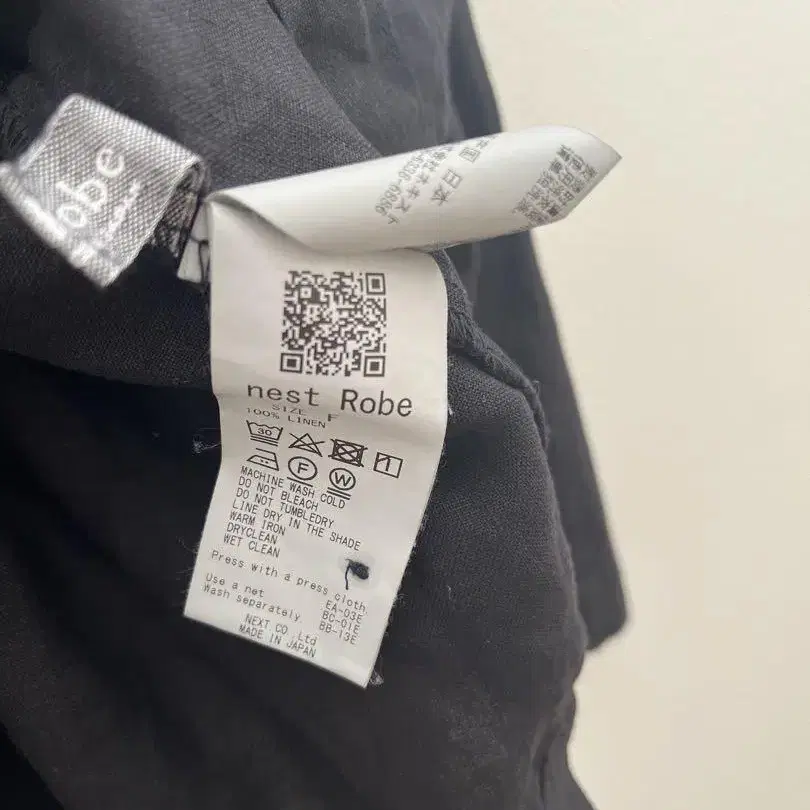 Robe
nest Robe
SIZE F
100% LINEN
30
1
F
W
MACHINE WASH COLD
DO NOT BLEACH
DO NOT TUMBLEDRY
LINE DRY IN THE SHADE
WARM IRON
DRYCLEAN
WET CLEAN
Press with a press cloth
Use a net
Wash separately.
EA-03E
BC-01E
BB-13E
NEXT CO.,Ltd
MADE IN JAPAN
日本